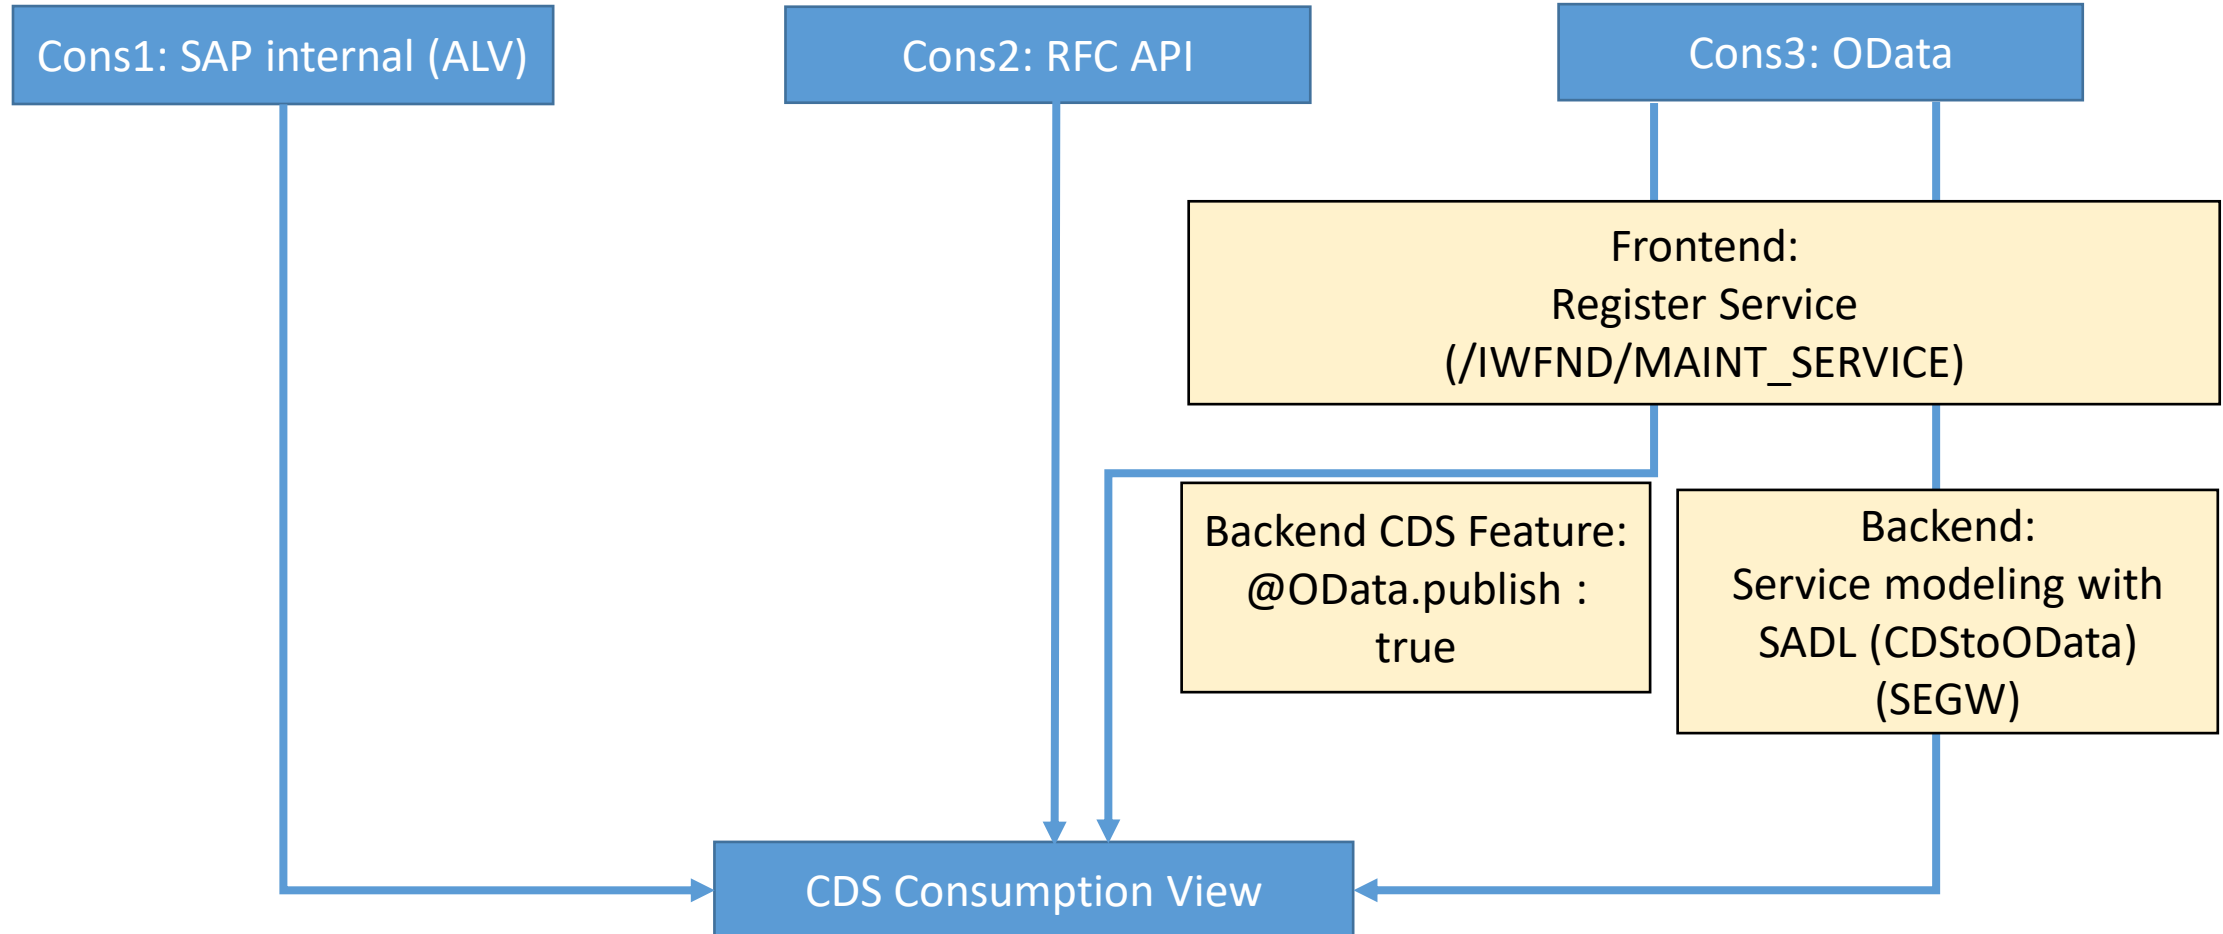 Cons1: SAP internal (ALV)
Cons2: RFC API
Cons3: OData
Frontend:
Register Service
(/IWFND/MAINT_SERVICE)
Backend CDS Feature:
@OData.publish :
true
Backend:
Service modeling with
SADL (CDStoOData)
(SEGW)
CDS Consumption View